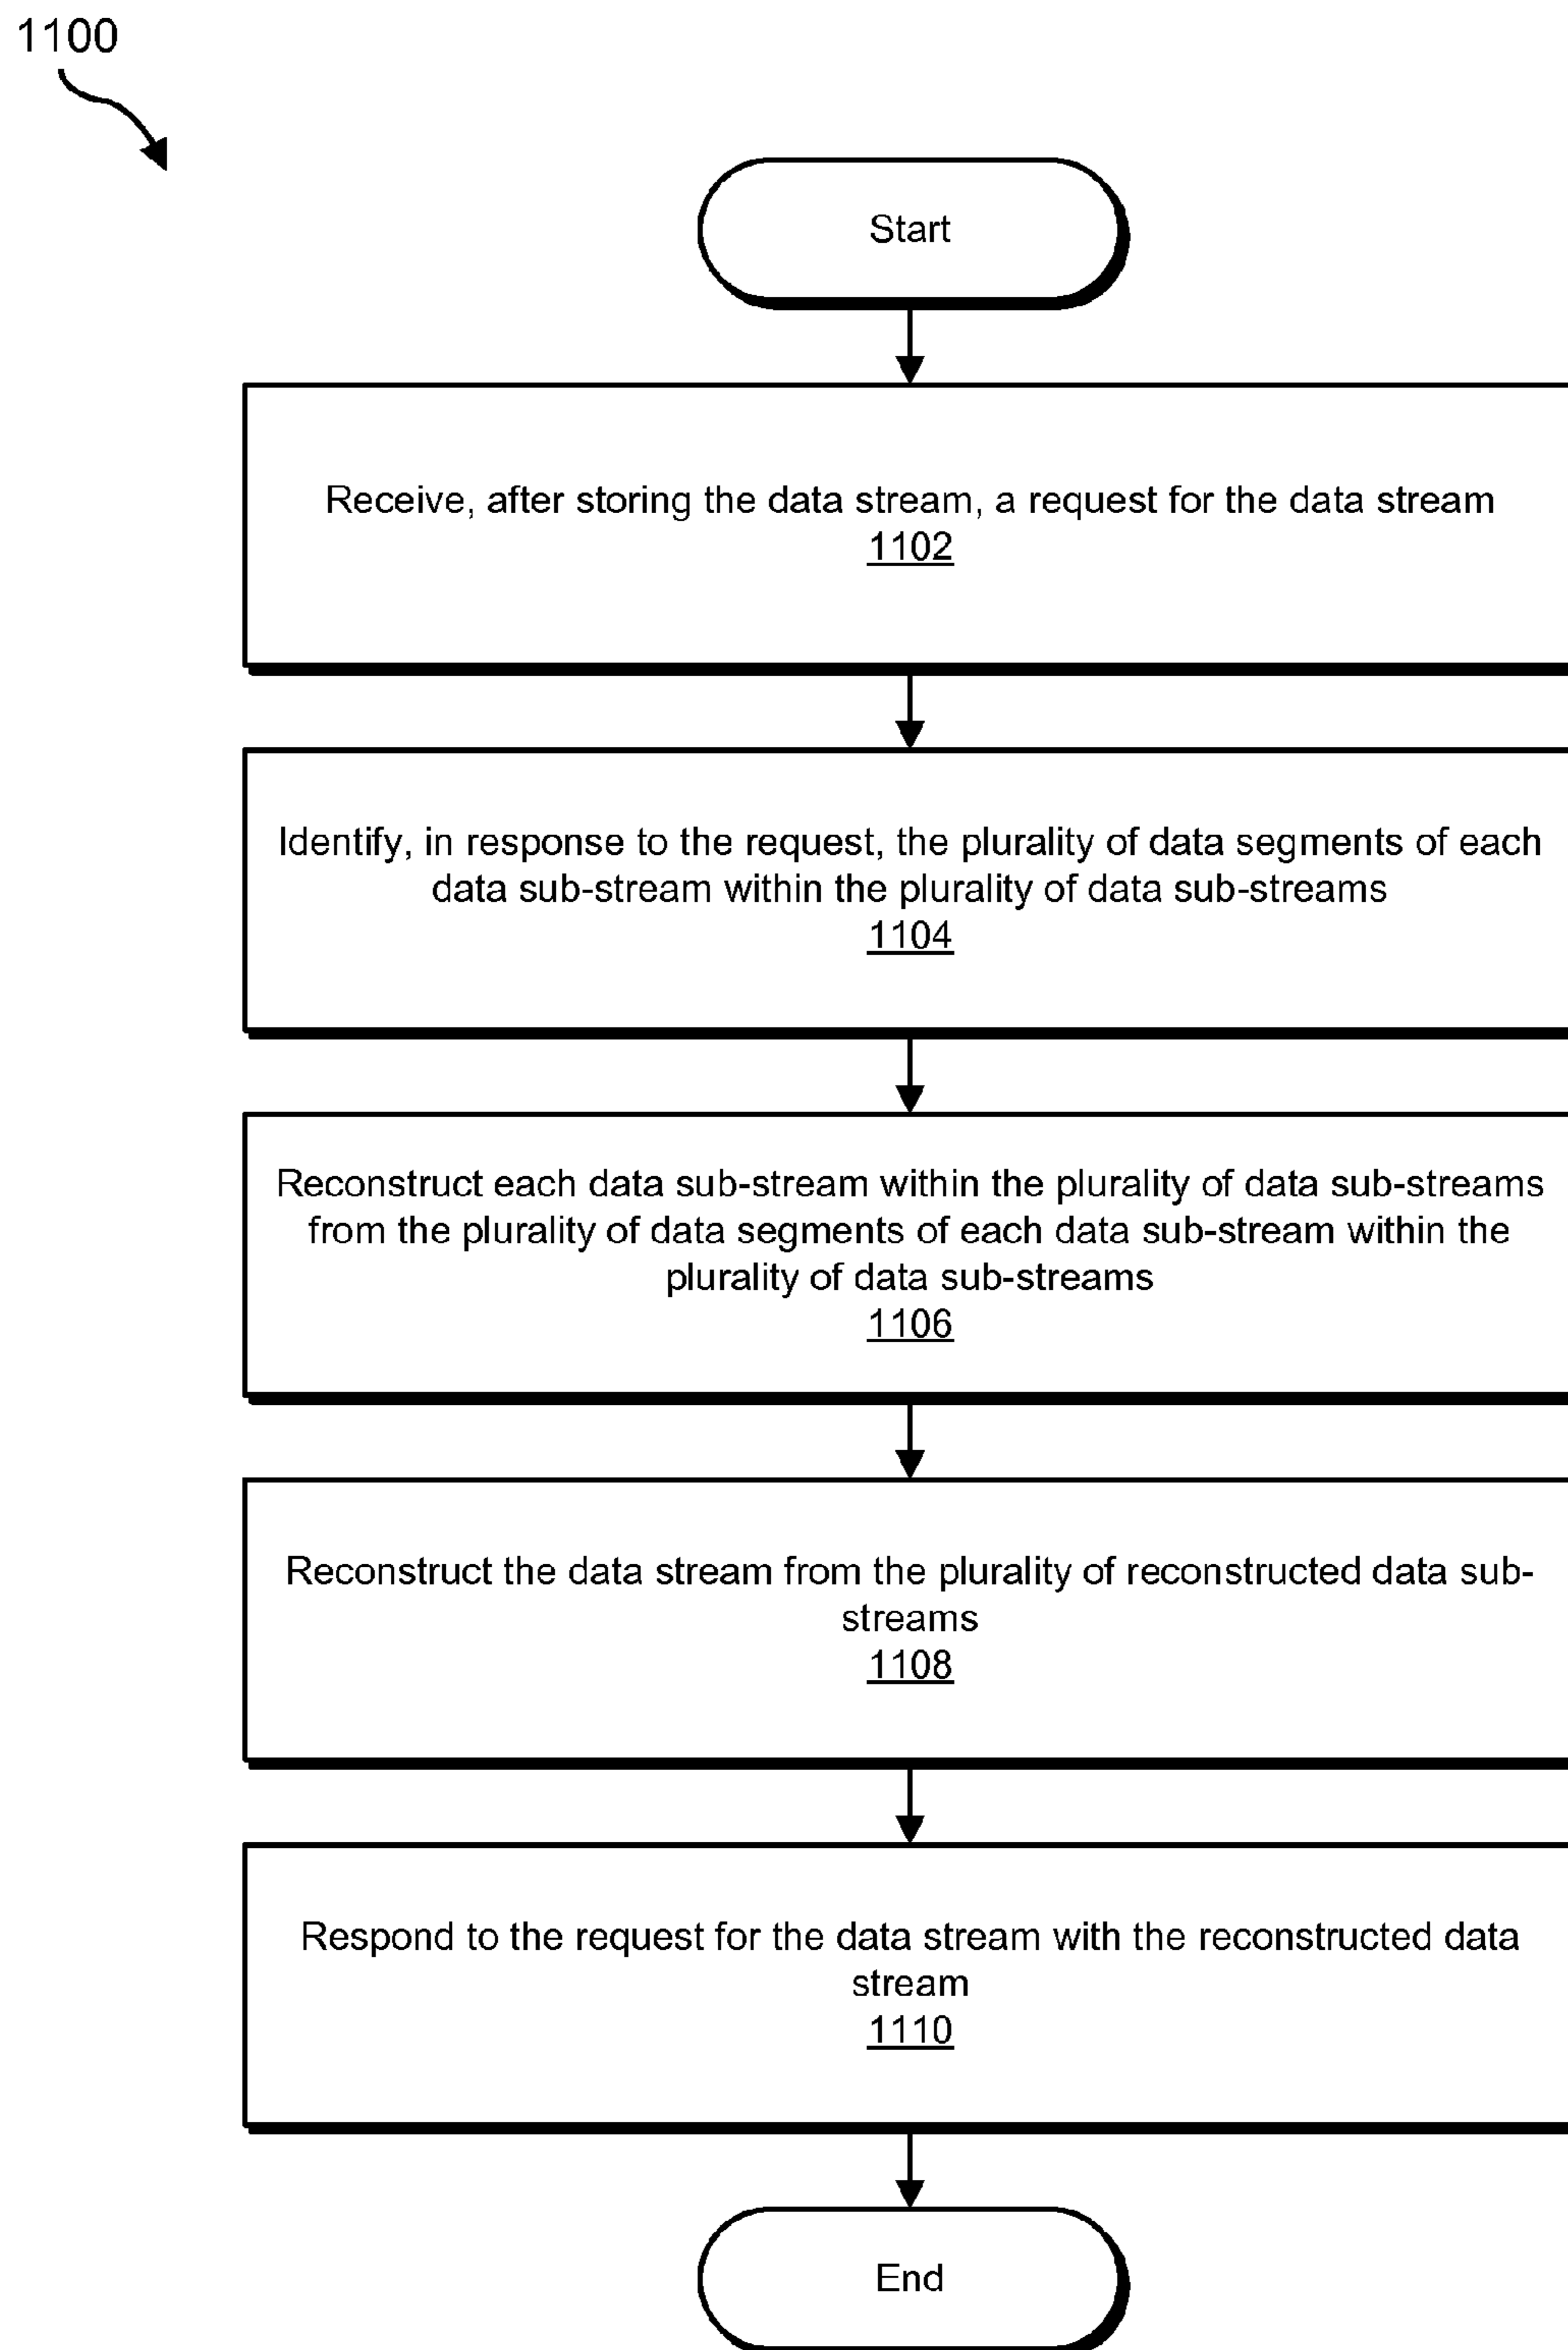 1100
Start
Receive, after storing the data stream, a request for the data stream
1102
Identify, in response to the request, the plurality of data segments of each
data sub-stream within the plurality of data sub-streams
1104
Reconstruct each data sub-stream within the plurality of data sub-streams
from the plurality of data segments of each data sub-stream within the
plurality of data sub-streams
1106
Reconstruct the data stream from the plurality of reconstructed data sub-
streams
1108
Respond to the request for the data stream with the reconstructed data
stream
1110
End